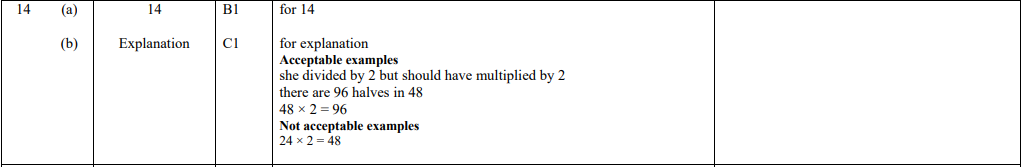 14 (a) 14 B1 for 14
(b) Explanation C1 for explanation
Acceptable examples
she divided by 2 but should have multiplied by 2
there are 96 halves in 48
48 × 2 = 96
Not acceptable examples
24 × 2 = 48